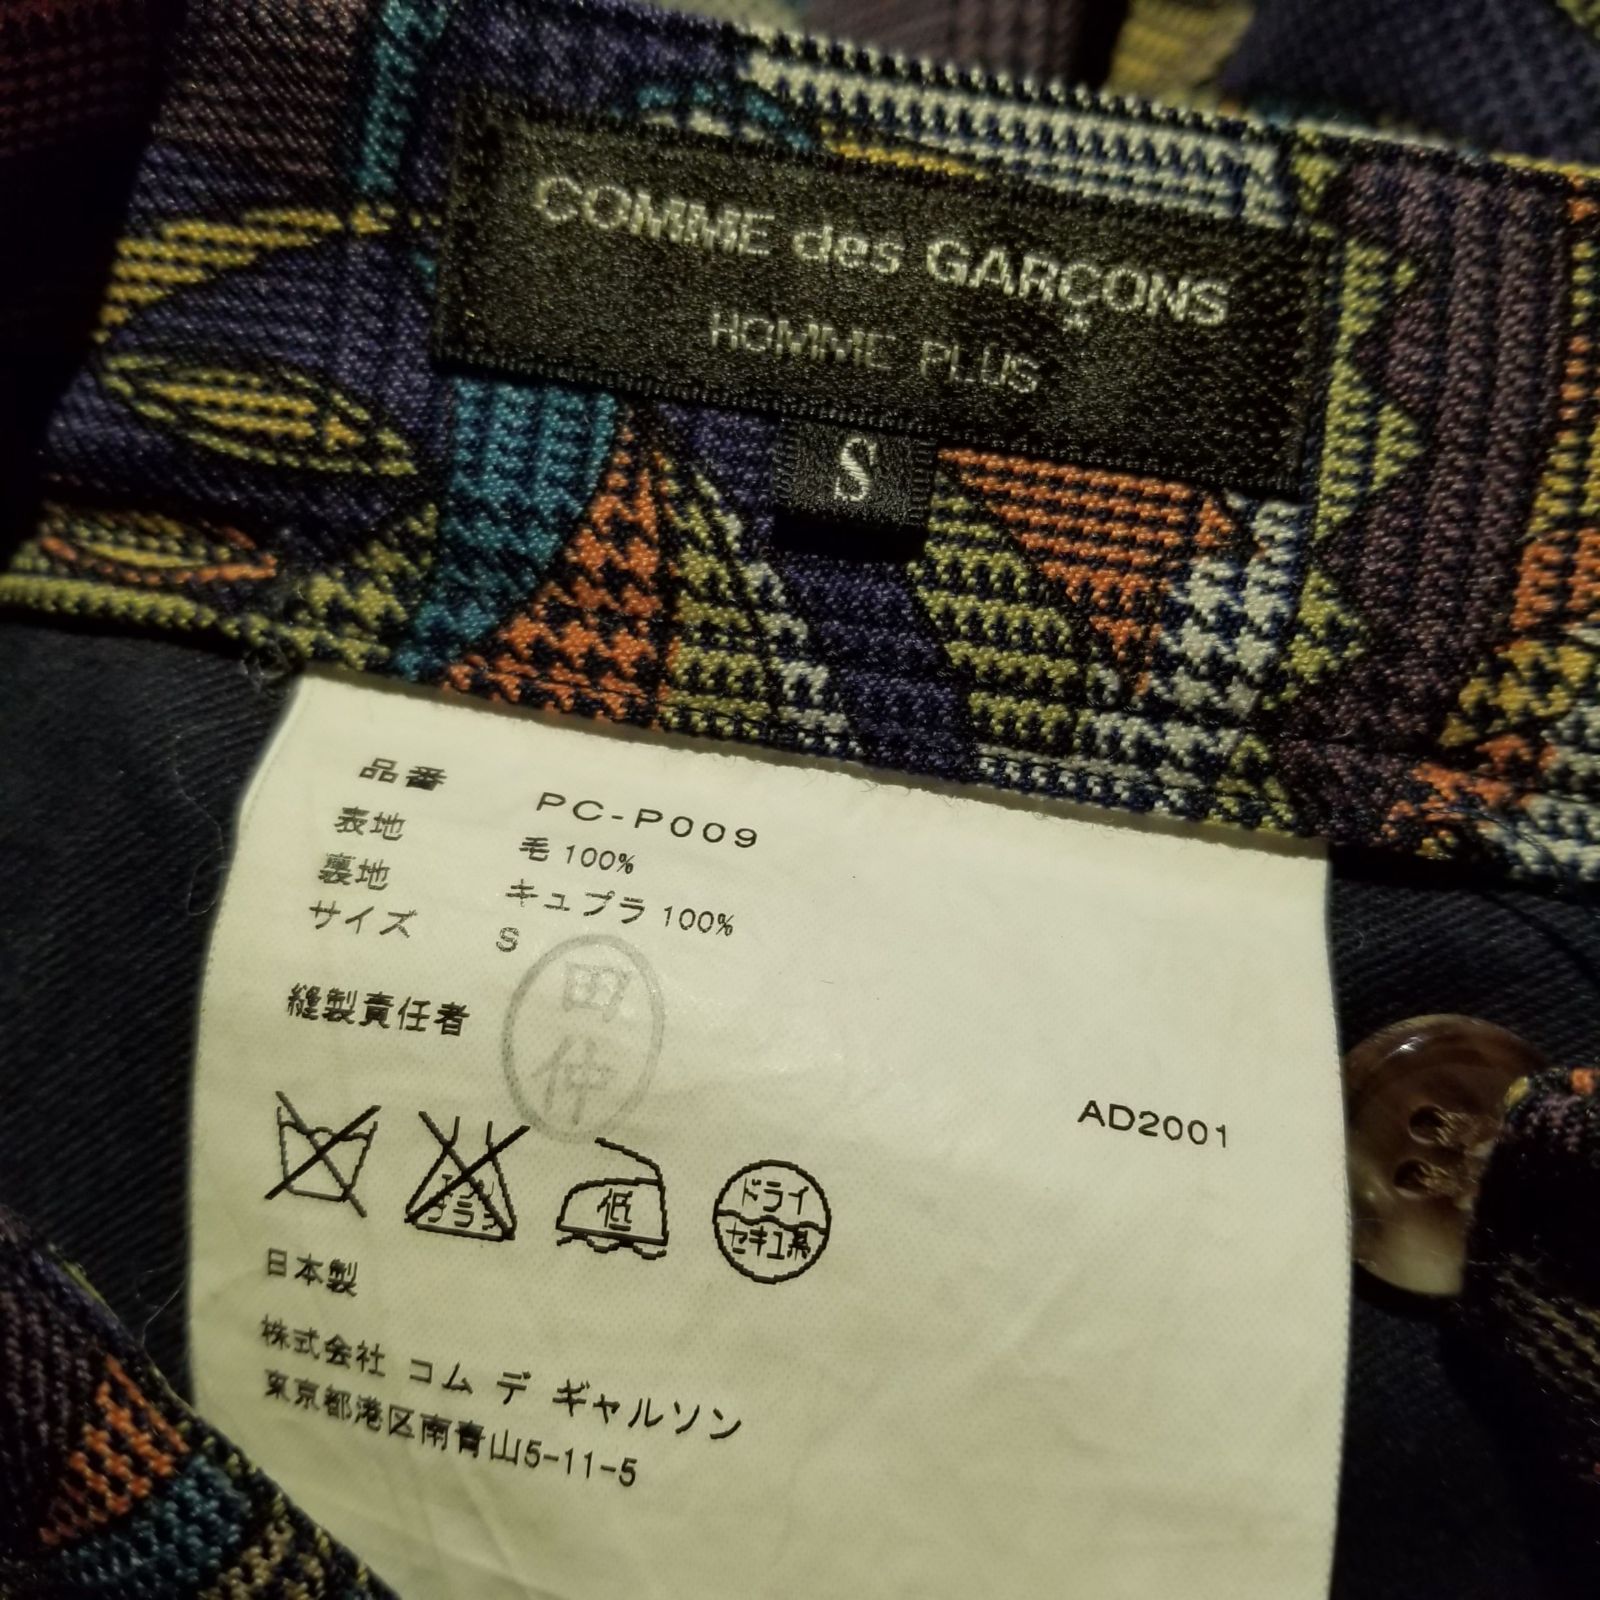 COMME des GARÇONS
HOMME PLUS
S
品番 PC-P009
表地 毛 100%
裏地 キュプラ 100%
サイズ S
縫製責任者 田仲
AD2001
低
ドライ
セキユ系
日本製
株式会社 コム デ ギャルソン
東京都港区南青山5-11-5